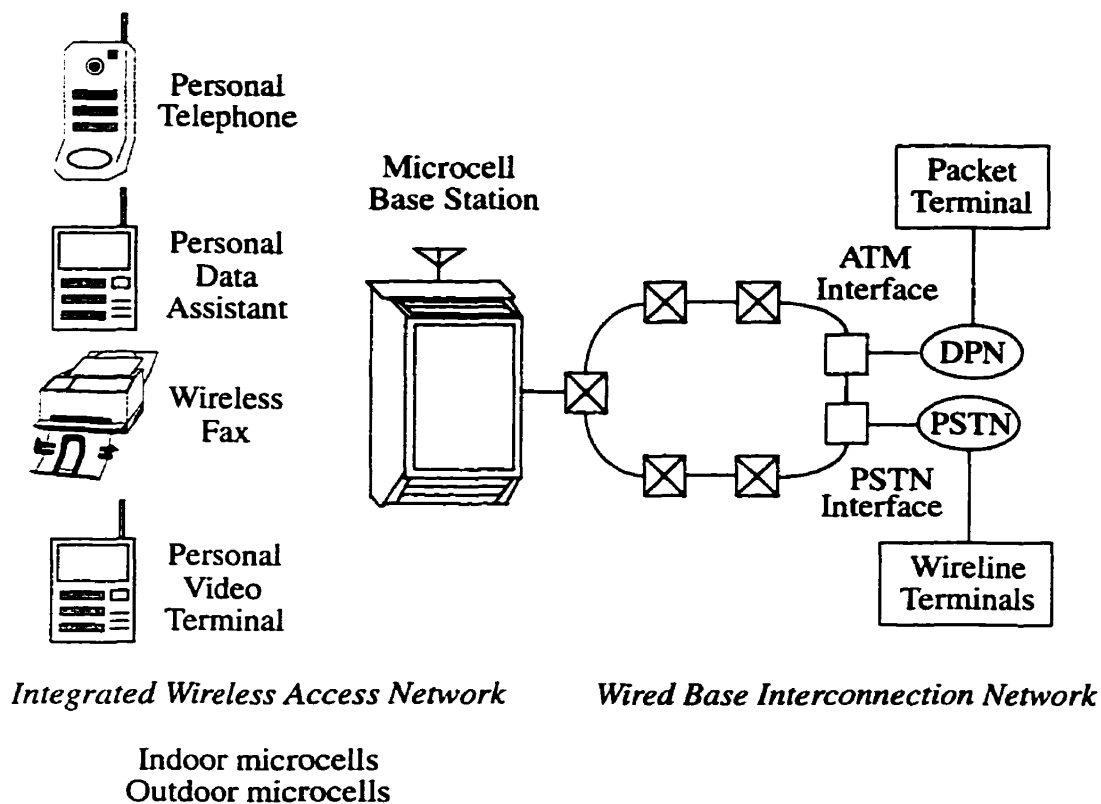 Personal
Telephone
Microcell
Base Station
Packet
Terminal
Personal
Data
Assistant
ATM
Interface
DPN
Wireless
Fax
PSTN
PSTN
Interface
Personal
Video
Terminal
Wireline
Terminals
Integrated Wireless Access Network
Wired Base Interconnection Network
Indoor microcells
Outdoor microcells